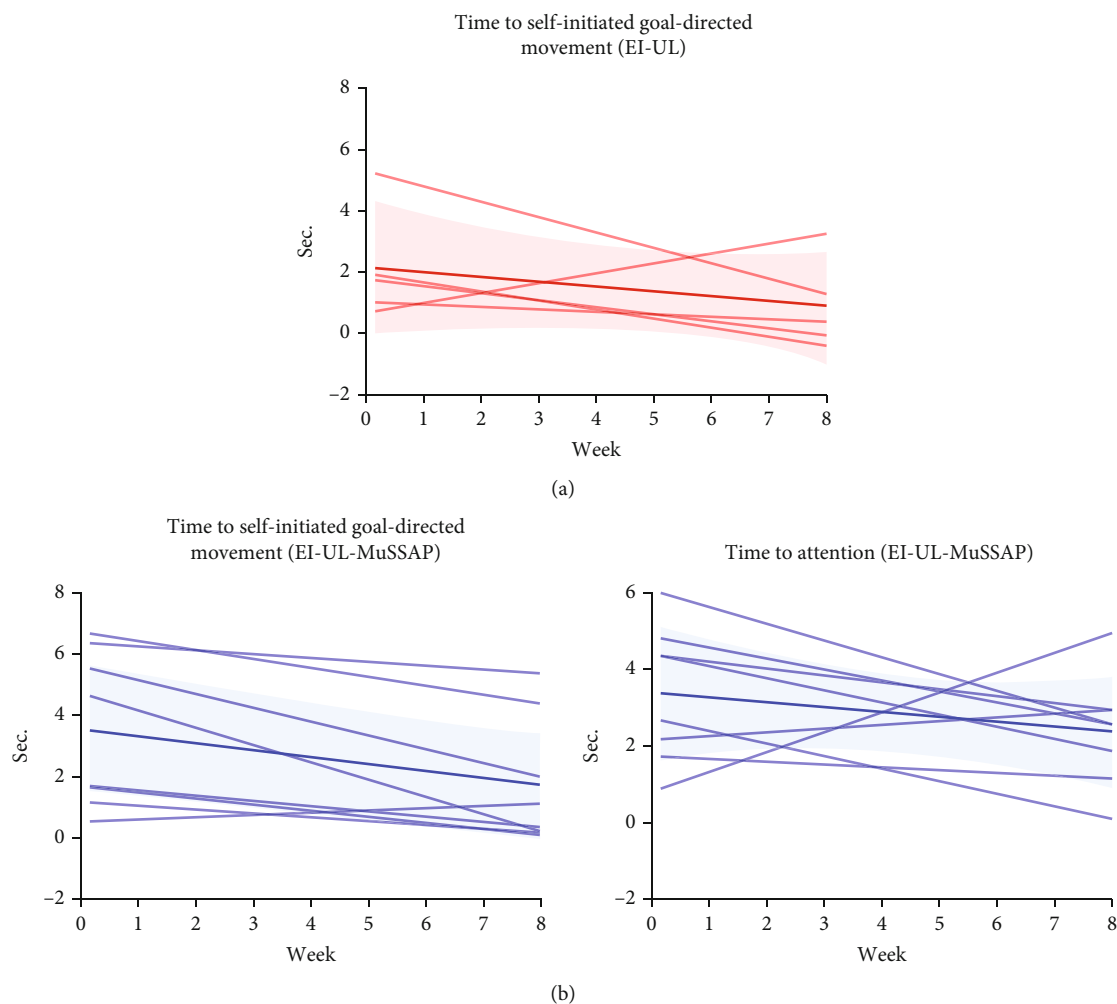 Time to self-initiated goal-directed
movement (EI-UL)
8
6
4
2
0
–2
Sec.
0 1 2 3 4 5 6 7 8
Week
(a)
Time to self-initiated goal-directed
movement (EI-UL-MuSSAP)
8
6
4
2
0
–2
Sec.
0 1 2 3 4 5 6 7 8
Week
Time to attention (EI-UL-MuSSAP)
6
4
2
0
–2
Sec.
0 1 2 3 4 5 6 7 8
Week
(b)